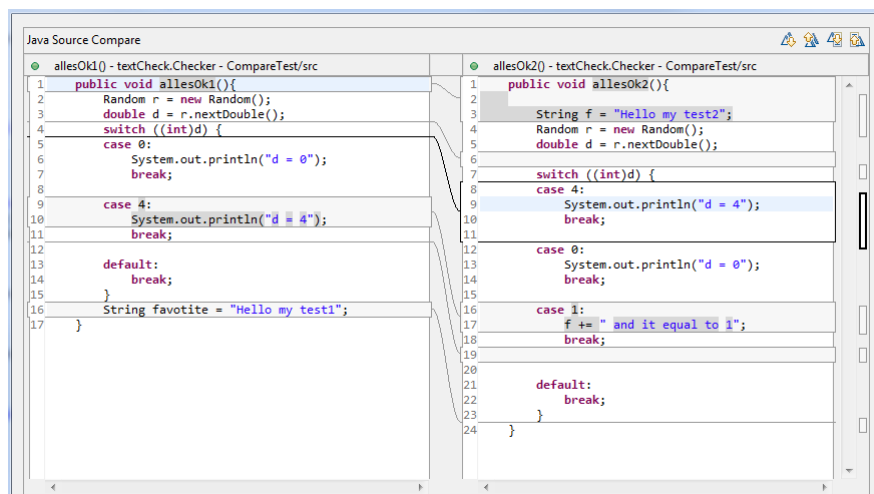 Java Source Compare
allesOk1() - textCheck.Checker - CompareTest/src
1 public void allesOk1(){
2 Random r = new Random();
3 double d = r.nextDouble();
4 switch ((int)d) {
5 case 0:
6 System.out.println("d = 0");
7 break;
8
9 case 4:
10 System.out.println("d = 4");
11 break;
12
13 default:
14 break;
15 }
16 String favotite = "Hello my test1";
17 }
allesOk2() - textCheck.Checker - CompareTest/src
1 public void allesOk2(){
2
3 String f = "Hello my test2";
4 Random r = new Random();
5 double d = r.nextDouble();
6
7 switch ((int)d) {
8 case 4:
9 System.out.println("d = 4");
10 break;
11
12 case 0:
13 System.out.println("d = 0");
14 break;
15
16 case 1:
17 f += " and it equal to 1";
18 break;
19
20
21 default:
22 break;
23 }
24 }